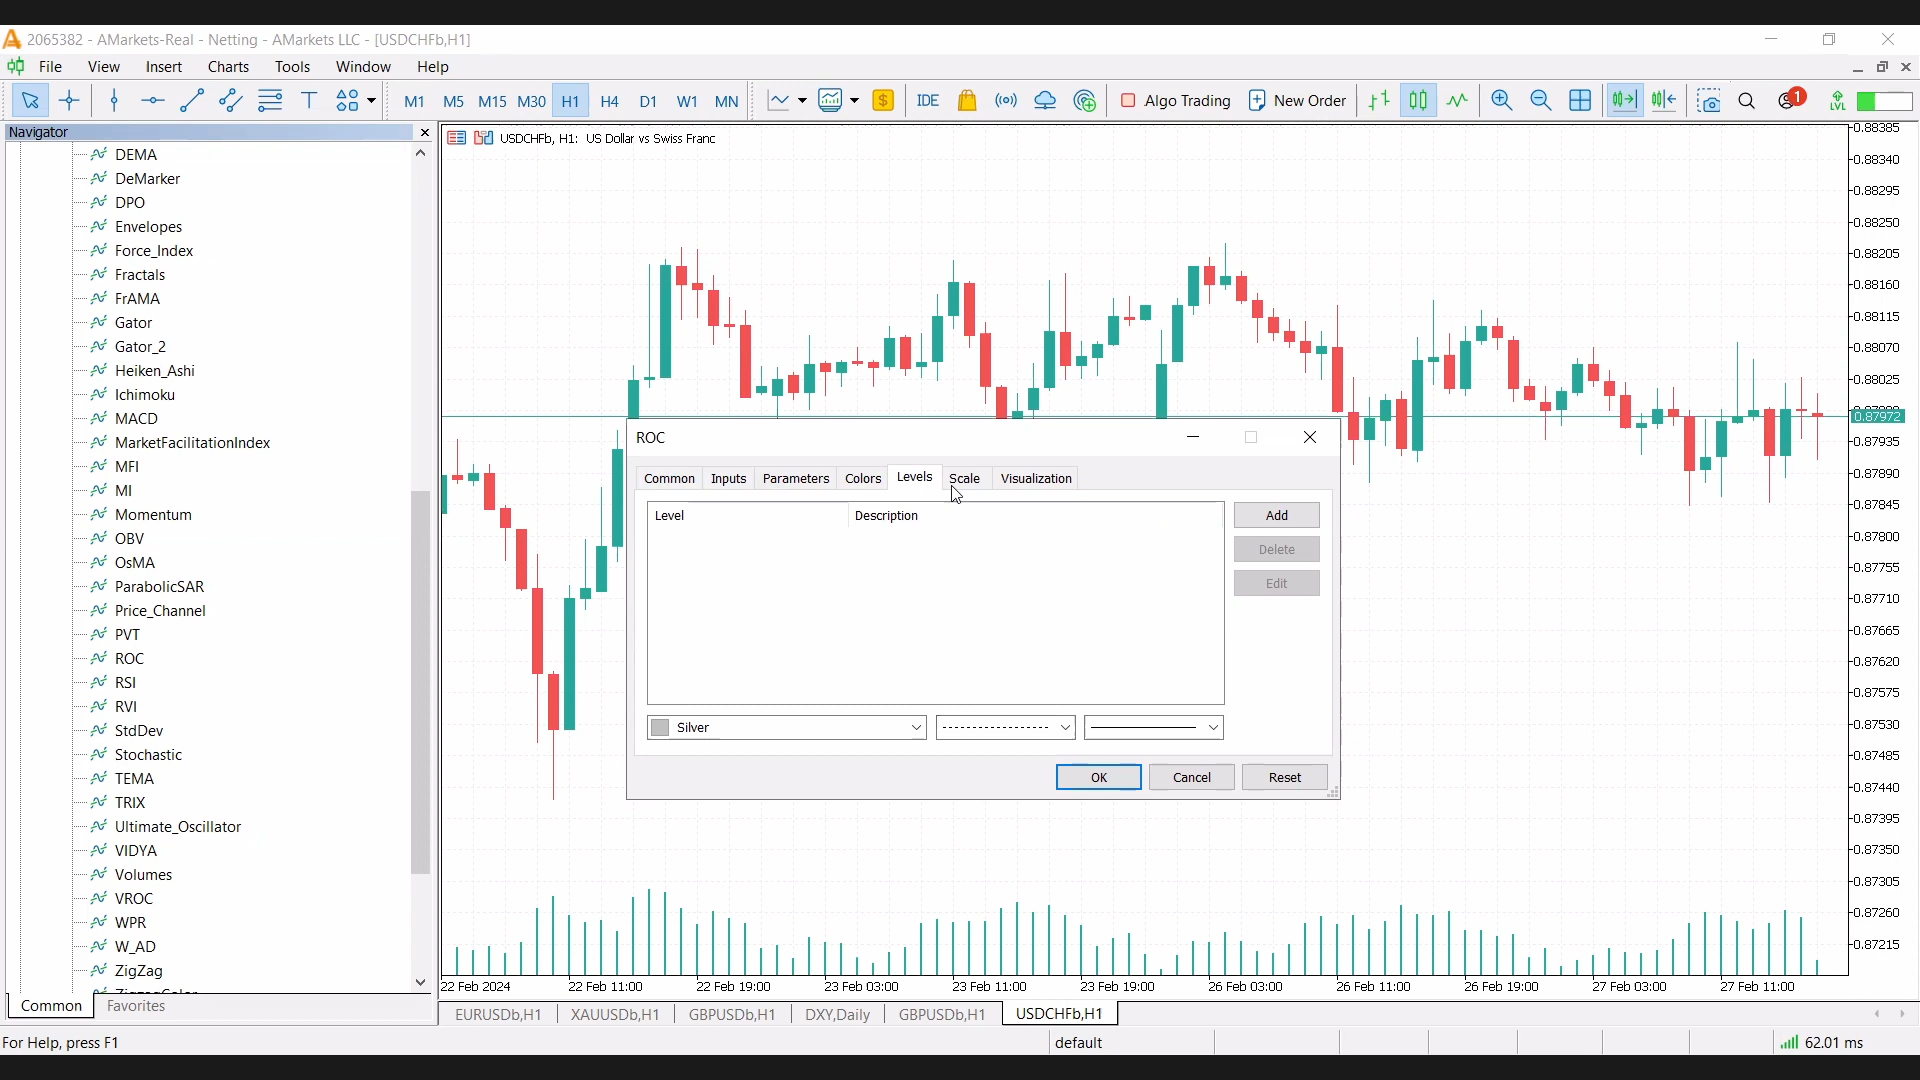 2065382 - AMarkets-Real - Netting - AMarkets LLC - [USDCHFb,H1]
File View Insert Charts Tools Window Help
M1 M5 M15 M30 H1 H4 D1 W1 MN $ IDE Algo Trading New Order 1 LVL
Navigator
DEMA
DeMarker
DPO
Envelopes
Force_Index
Fractals
FrAMA
Gator
Gator_2
Heiken_Ashi
Ichimoku
MACD
MarketFacilitationIndex
MFI
MI
Momentum
OBV
OsMA
ParabolicSAR
Price_Channel
PVT
ROC
RSI
RVI
StdDev
Stochastic
TEMA
TRIX
Ultimate_Oscillator
VIDYA
Volumes
VROC
WPR
W_AD
ZigZag
Common Favorites
USDCHFb, H1: US Dollar vs Swiss Franc
0.88385
0.88340
0.88295
0.88250
0.88205
0.88160
0.88115
0.88070
0.88025
0.87972
0.87935
0.87890
0.87845
0.87800
0.87755
0.87710
0.87665
0.87620
0.87575
0.87530
0.87485
0.87440
0.87395
0.87350
0.87305
0.87260
0.87215
ROC
Common Inputs Parameters Colors Levels Scale Visualization
Level Description
Add
Delete
Edit
Silver
OK Cancel Reset
22 Feb 2024 22 Feb 11:00 22 Feb 19:00 23 Feb 03:00 23 Feb 11:00 23 Feb 19:00 26 Feb 03:00 26 Feb 11:00 26 Feb 19:00 27 Feb 03:00 27 Feb 11:00
EURUSDb,H1 XAUUSDb,H1 GBPUSDb,H1 DXY,Daily GBPUSDb,H1 USDCHFb,H1
For Help, press F1 default 62.01 ms